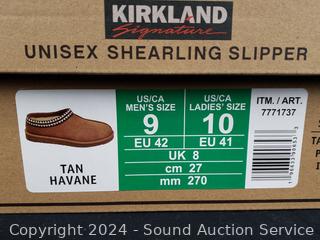 KIRKLAND
Signature
UNISEX SHEARLING SLIPPER
US/CA
MEN'S SIZE
9
EU 42
US/CA
LADIES' SIZE
10
EU 41
UK 8
cm 27
mm 270
ITM. / ART.
7771737
TAN
HAVANE
Copyright © 2024 - Sound Auction Service